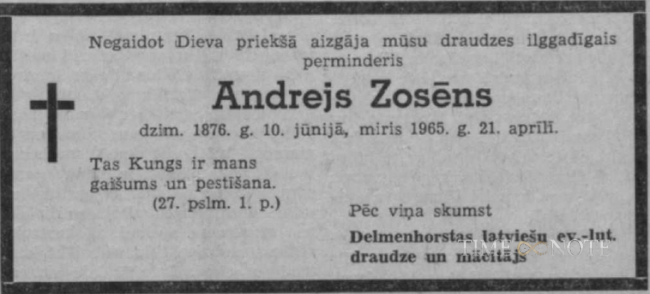 Negaidot Dieva priekšā aizgāja mūsu draudzes ilggadīgais
perminderis
Andrejs Zosēns
dzim. 1876. g. 10. jūnijā, miris 1965. g. 21. aprīlī.
Tas Kungs ir mans
gaišums un pestīšana.
(27. pslm. 1. p.)
Pēc viņa skumst
Delmenhorstas latviešu ev.-lut.
draudze un mācītājs
TIMENOTE